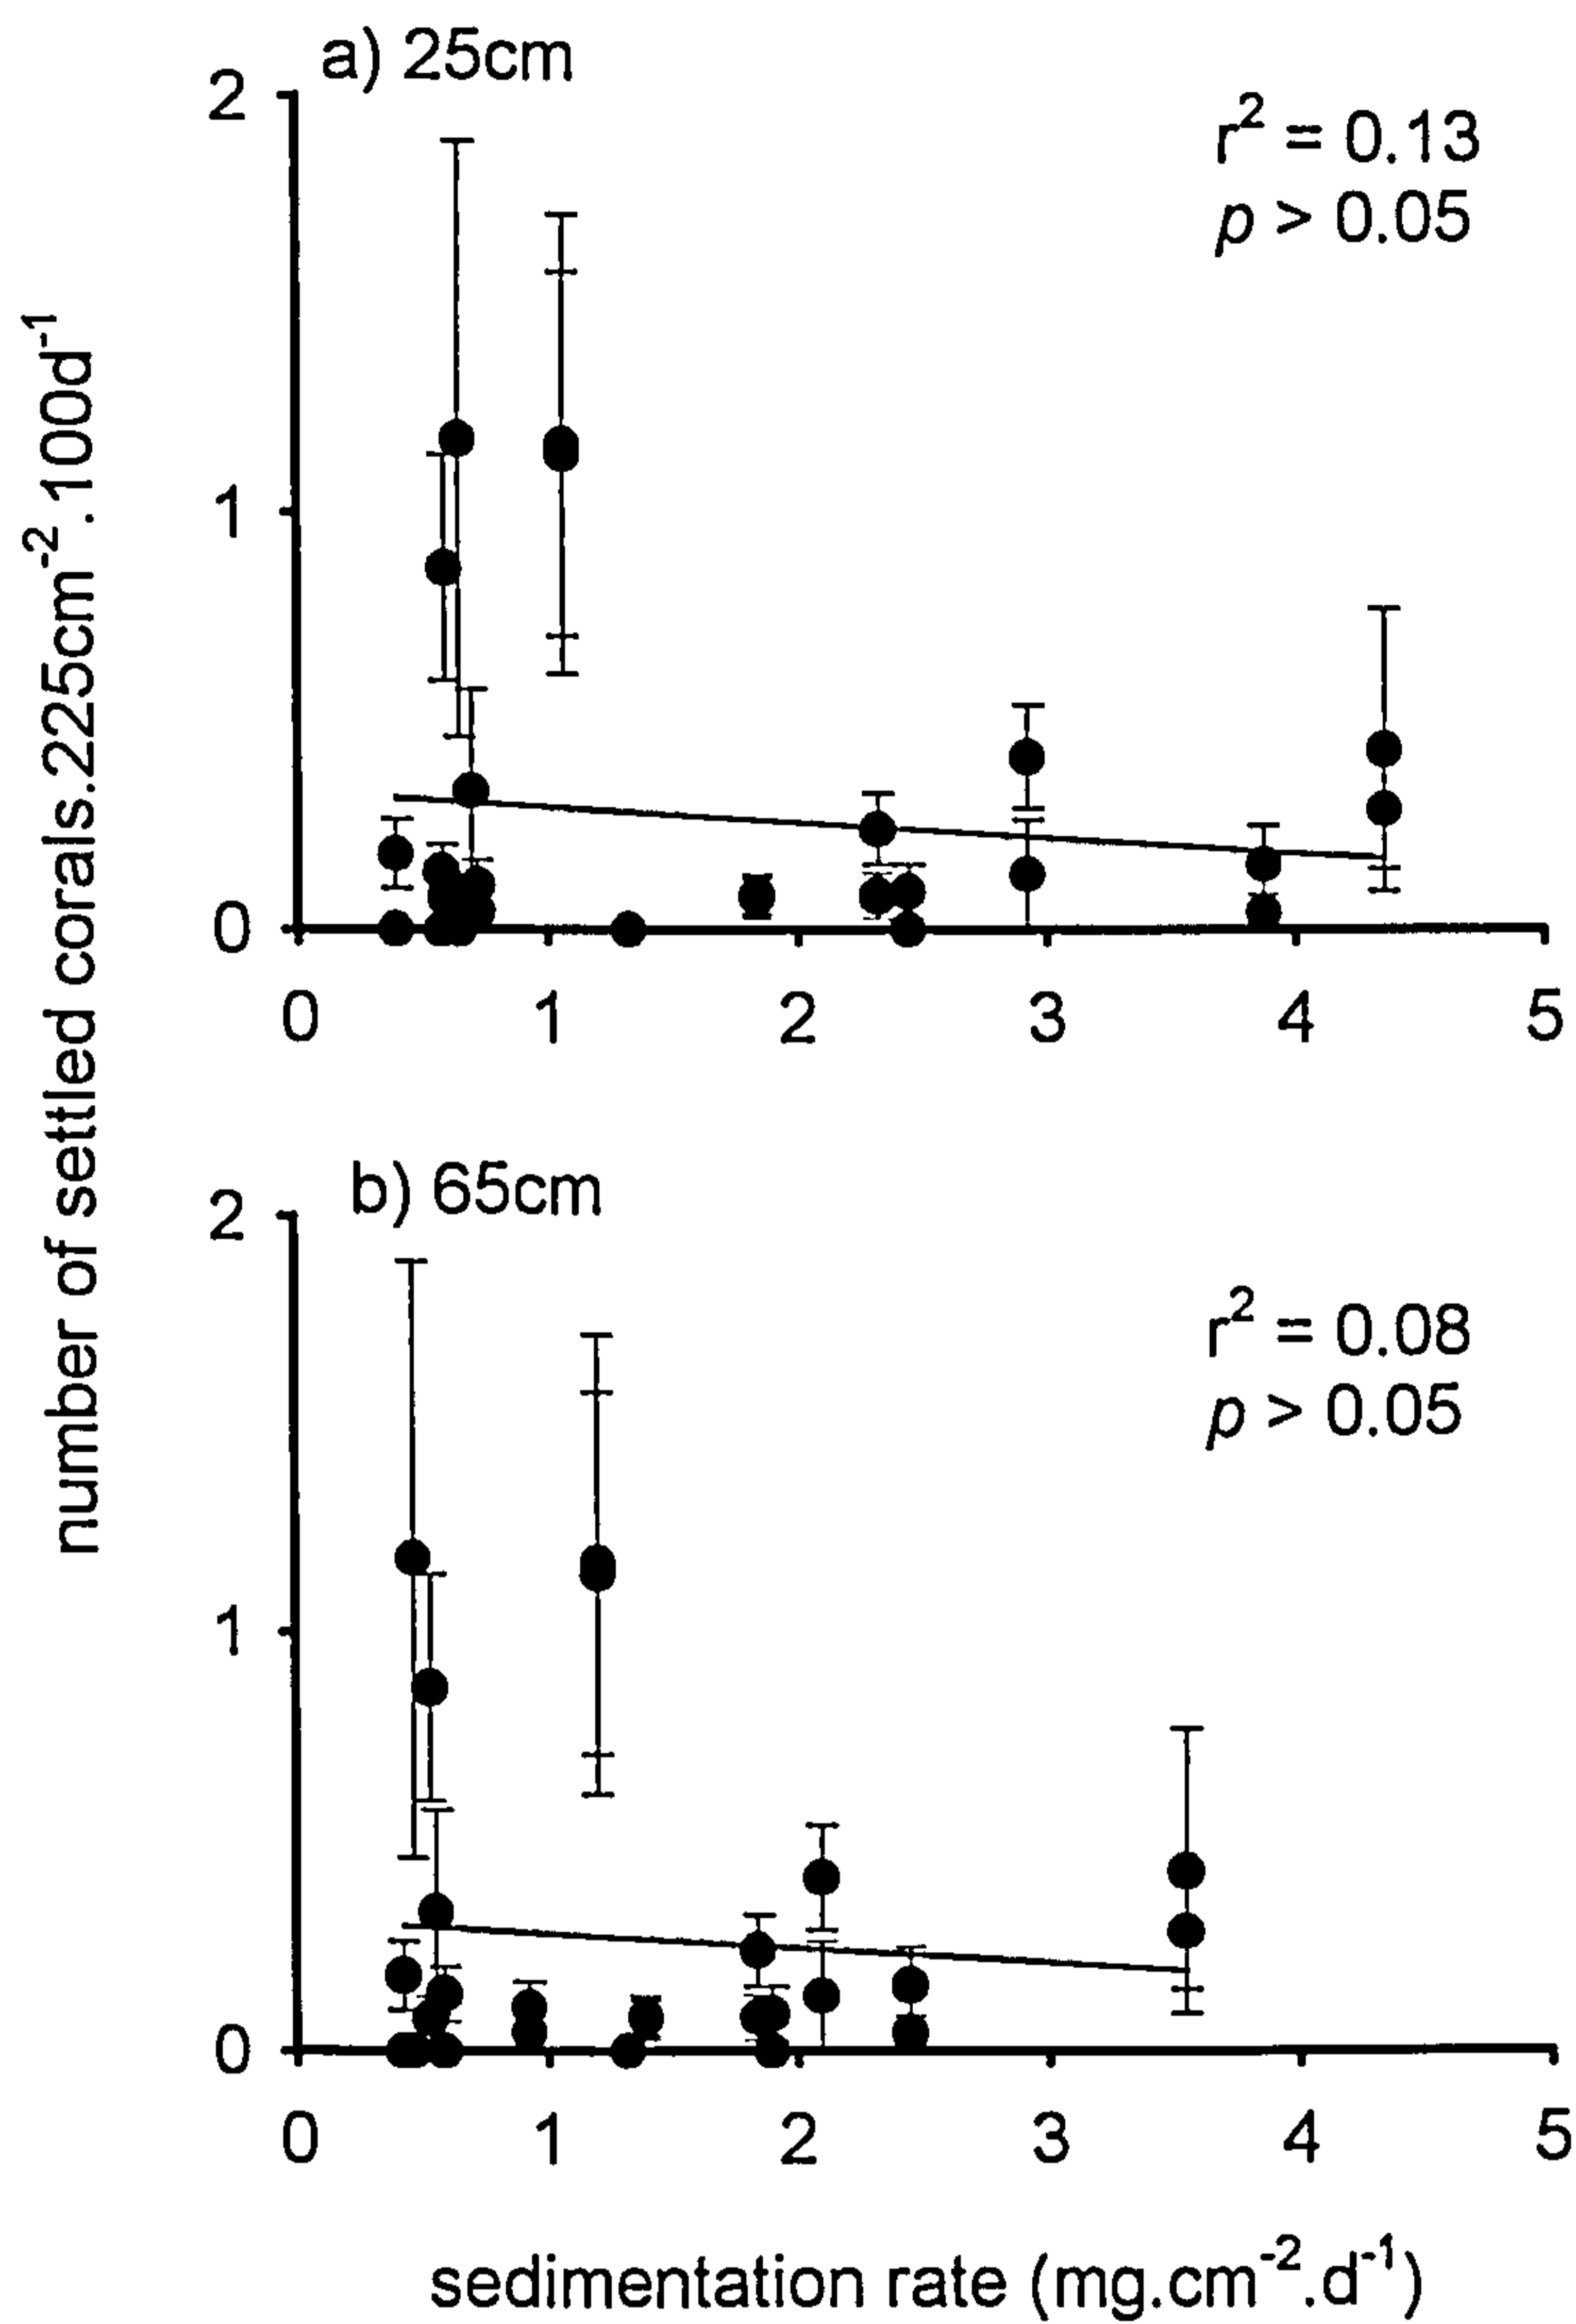 a) 25cm
2
r² = 0.13
p > 0.05
1
0
0 1 2 3 4 5
number of settled corals.225cm⁻².100d⁻¹
b) 65cm
2
r² = 0.08
p > 0.05
1
0
0 1 2 3 4 5
sedimentation rate (mg.cm⁻².d⁻¹)